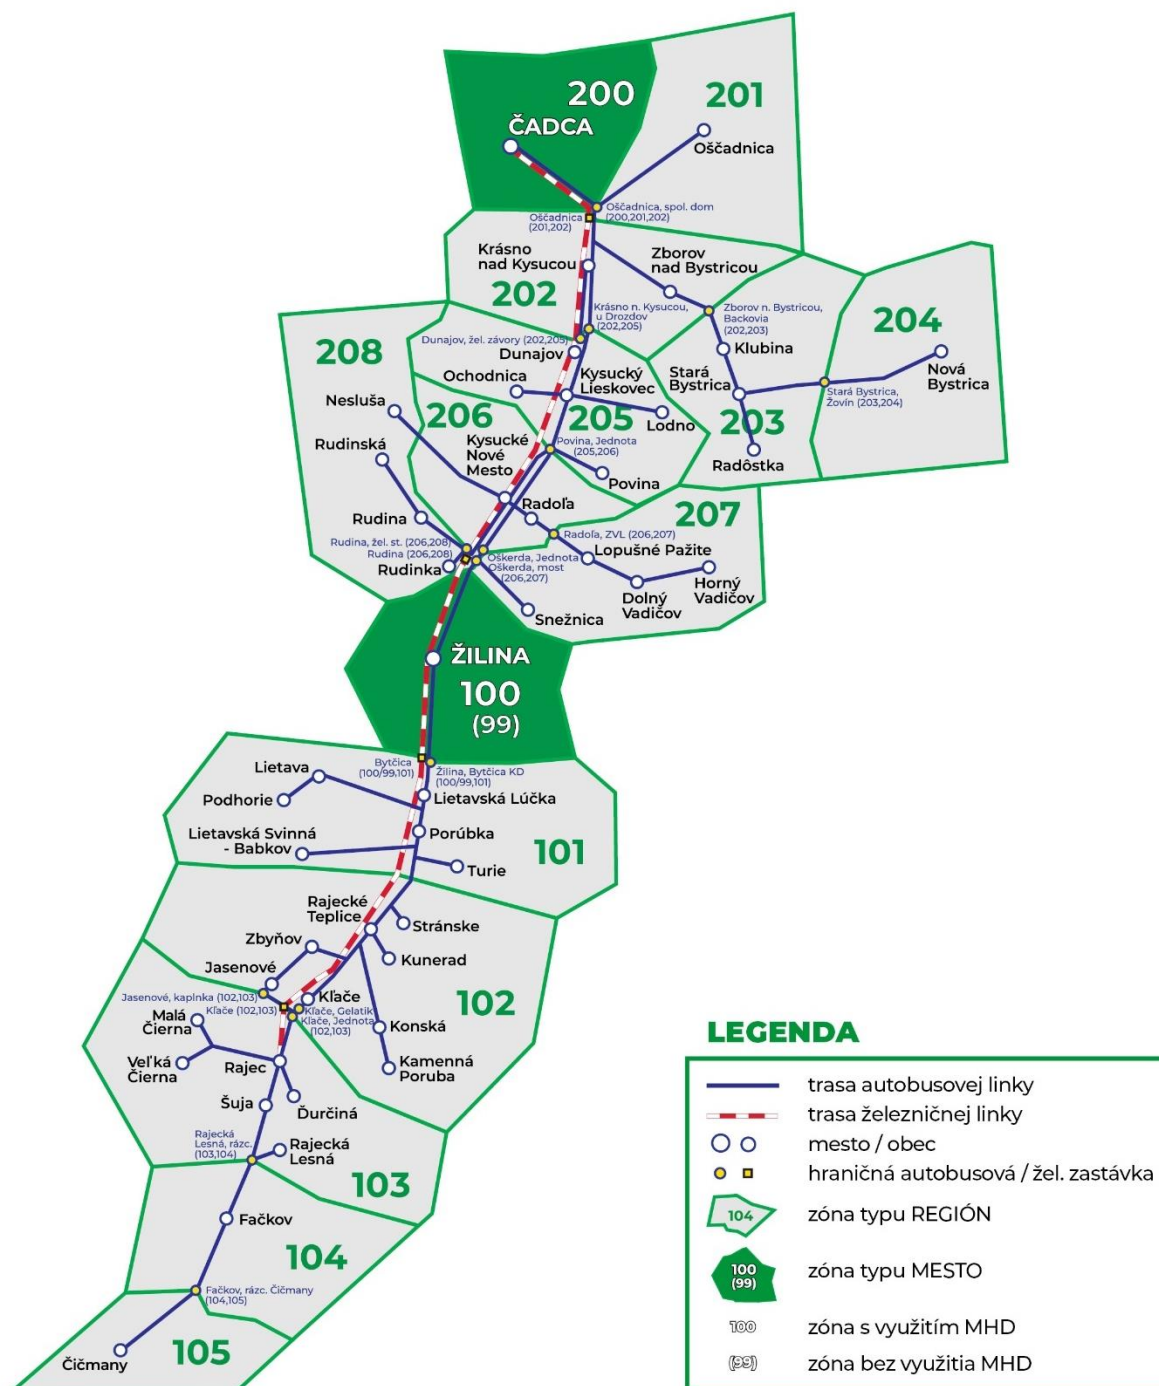 200
ČADCA
201
Oščadnica
Oščadnica, spol. dom
(200,201,202)
Oščadnica
(201,202)
Krásno
nad Kysucou
202
Zborov
nad Bystricou
Krásno n. Kysucou,
u Drozdov
(202,205)
Zborov n. Bystricou,
Backovia
(202,203)
204
208
Dunajov, žel. závory (202,205)
Dunajov
Klubina
Nová
Bystrica
Ochodnica
Kysucký
Lieskovec
Stará
Bystrica
Stará Bystrica,
Žovín (203,204)
Nesluša
206
205
Lodno
203
Rudinská
Kysucké
Nové
Mesto
Povina, Jednota
(205,206)
Radôstka
Povina
Rudina
Radoľa
207
Rudina, žel. st. (206,208)
Rudina (206,208)
Rudinka
Radoľa, ZVL (206,207)
Oškerda, Jednota
Oškerda, most
(206,207)
Lopušné Pažite
Dolný
Vadičov
Horný
Vadičov
Snežnica
ŽILINA
100
(99)
Bytčica
(100/99,101)
Žilina, Bytčica KD
(100/99,101)
Lietava
Podhorie
Lietavská Lúčka
Lietavská Svinná
- Babkov
Porúbka
101
Turie
Rajecké
Teplice
Stránske
Zbyňov
Kunerad
Jasenové
Jasenové, kaplnka (102,103)
Kľače (102,103)
Kľače
Kľače, Gelatik
Kľače, Jednota
(102,103)
102
Malá
Čierna
Konská
Veľká
Čierna
Rajec
Kamenná
Poruba
Šuja
Ďurčiná
Rajecká
Lesná, rázc.
(103,104)
Rajecká
Lesná
103
Fačkov
104
Fačkov, rázc. Čičmany
(104,105)
105
Čičmany
LEGENDA
trasa autobusovej linky
trasa železničnej linky
mesto / obec
hraničná autobusová / žel. zastávka
104
zóna typu REGIÓN
100
(99)
zóna typu MESTO
100
zóna s využitím MHD
(99)
zóna bez využitia MHD